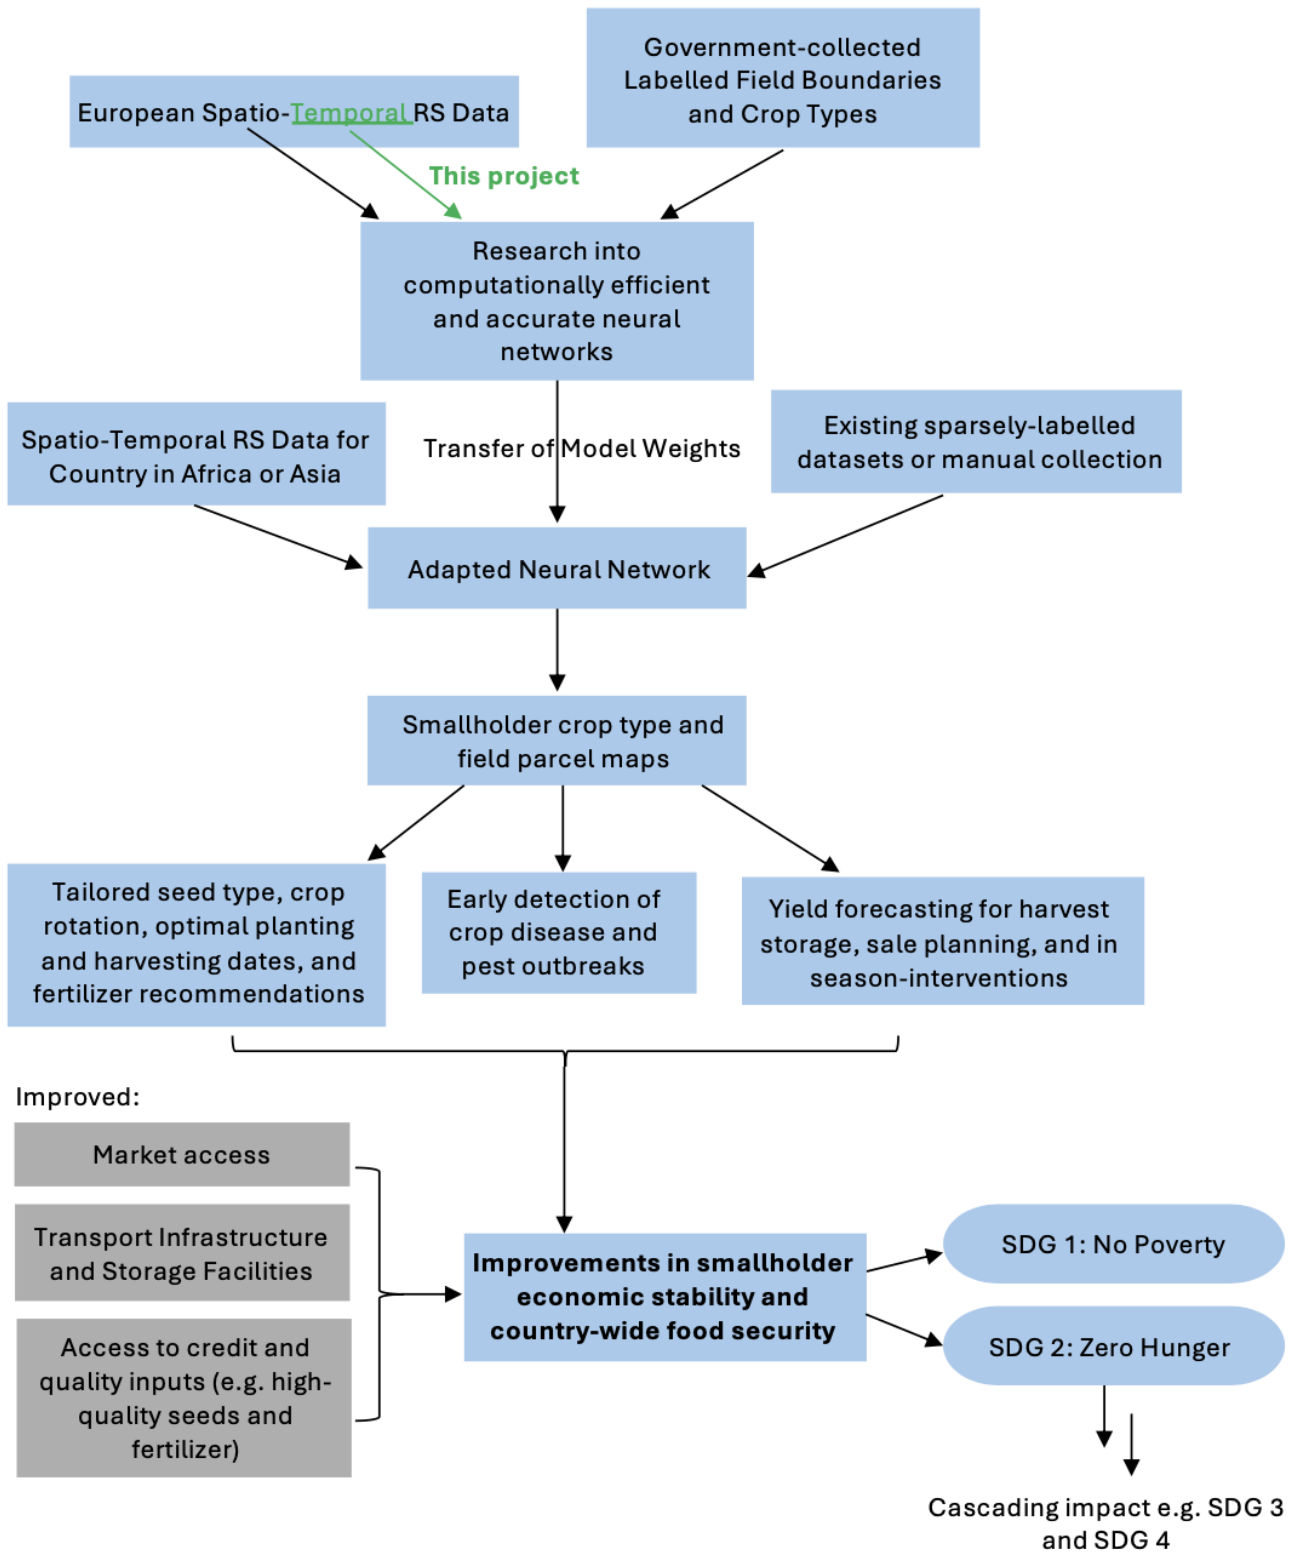 Government-collected
Labelled Field Boundaries
and Crop Types
European Spatio-Temporal RS Data
This project
Research into
computationally efficient
and accurate neural
networks
Spatio-Temporal RS Data for
Country in Africa or Asia
Transfer of Model Weights
Existing sparsely-labelled
datasets or manual collection
Adapted Neural Network
Smallholder crop type and
field parcel maps
Tailored seed type, crop
rotation, optimal planting
and harvesting dates, and
fertilizer recommendations
Early detection of
crop disease and
pest outbreaks
Yield forecasting for harvest
storage, sale planning, and in
season-interventions
Improved:
Market access
Transport Infrastructure
and Storage Facilities
Access to credit and
quality inputs (e.g. high-
quality seeds and
fertilizer)
Improvements in smallholder
economic stability and
country-wide food security
SDG 1: No Poverty
SDG 2: Zero Hunger
Cascading impact e.g. SDG 3
and SDG 4